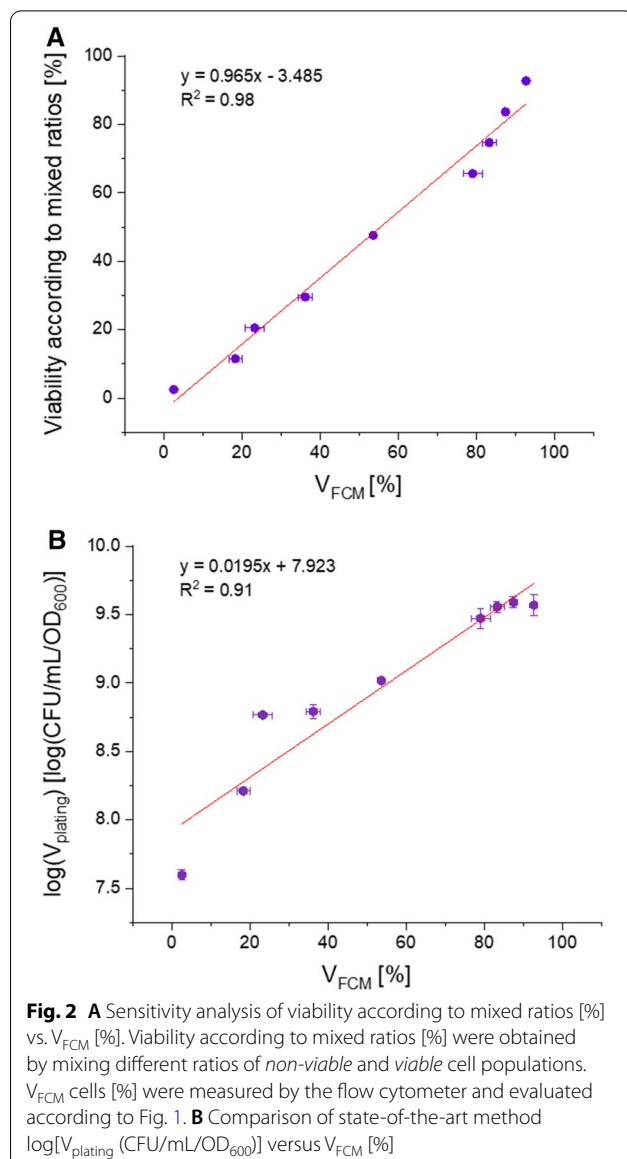 A
100
80
60
40
20
0
Viability according to mixed ratios [%]
y = 0.965x - 3.485
R² = 0.98
0 20 40 60 80 100
V_FCM [%]
B
10.0
9.5
9.0
8.5
8.0
7.5
log(V_plating) [log(CFU/mL/OD_600)]
y = 0.0195x + 7.923
R² = 0.91
0 20 40 60 80 100
V_FCM [%]
Fig. 2 A Sensitivity analysis of viability according to mixed ratios [%]
vs. V_FCM [%]. Viability according to mixed ratios [%] were obtained
by mixing different ratios of non-viable and viable cell populations.
V_FCM cells [%] were measured by the flow cytometer and evaluated
according to Fig. 1. B Comparison of state-of-the-art method
log[V_plating (CFU/mL/OD_600)] versus V_FCM [%]